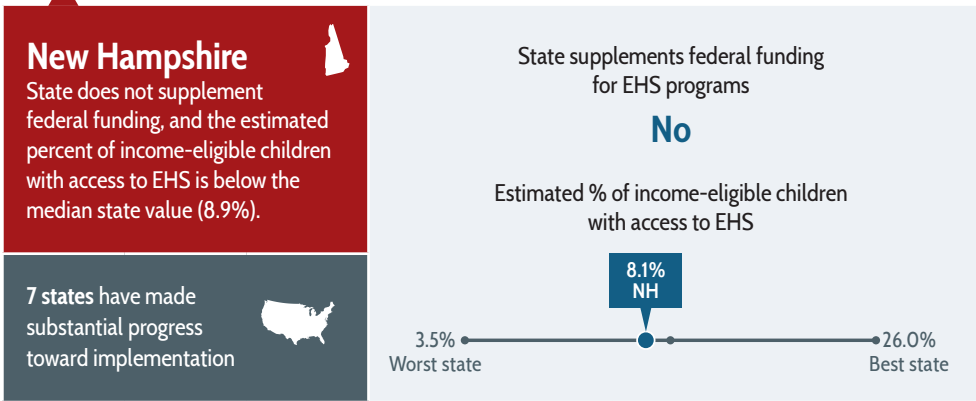 New Hampshire
State does not supplement
federal funding, and the estimated
percent of income-eligible children
with access to EHS is below the
median state value (8.9%).
7 states have made
substantial progress
toward implementation
State supplements federal funding
for EHS programs
No
Estimated % of income-eligible children
with access to EHS
8.1%
NH
3.5%
Worst state
26.0%
Best state